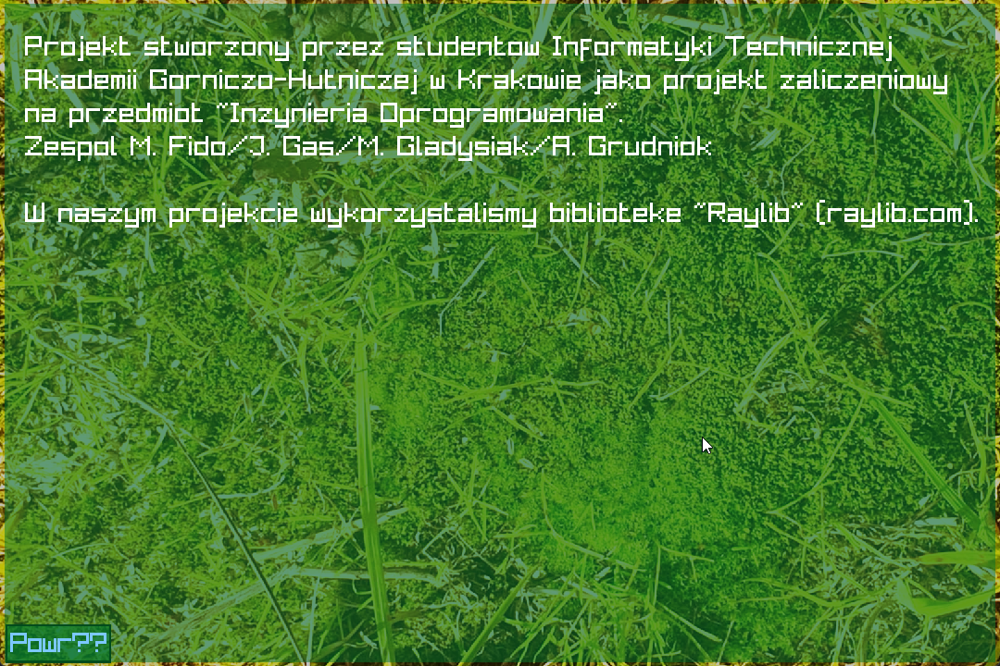 Projekt stworzony przez studentow Informatyki Technicznej
Akademii Gorniczo-Hutniczej w Krakowie jako projekt zaliczeniowy
na przedmiot "Inzynieria Oprogramowania".
Zespol M. Fido/J. Gas/M. Gladysiak/A. Grudniok
W naszym projekcie wykorzystalismy biblioteke "Raylib" (raylib.com).
Powr??